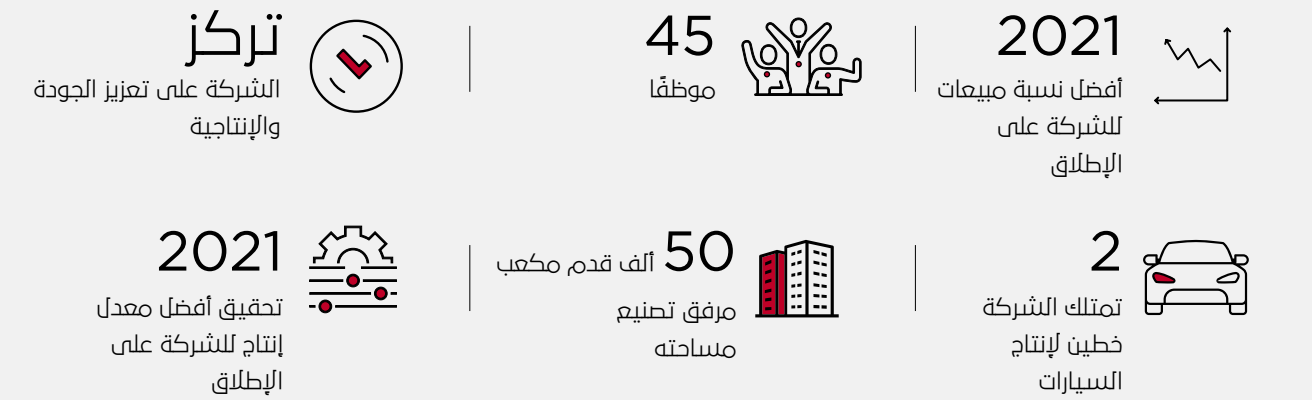 2021
أفضل نسبة مبيعات
للشركة على
الإطلاق
45
موظفًا
تركز
الشركة على تعزيز الجودة
والإنتاجية
2
تمتلك الشركة
خطين لإنتاج
السيارات
50 ألف قدم مكعب
مرفق تصنيع
مساحته
2021
تحقيق أفضل معدل
إنتاج للشركة على
الإطلاق